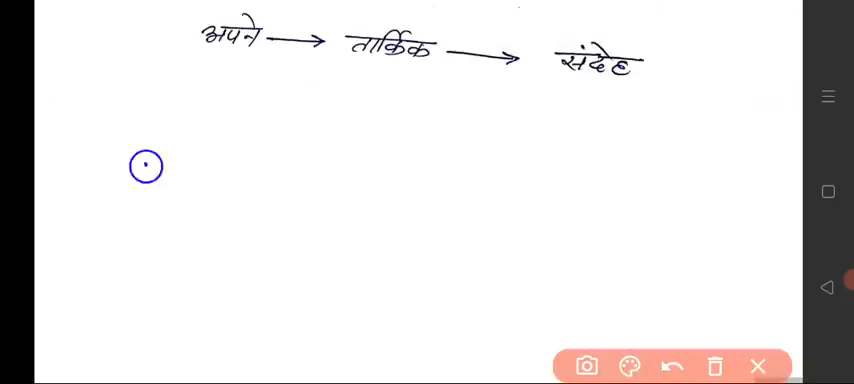 अपने → तार्किक → संदेह